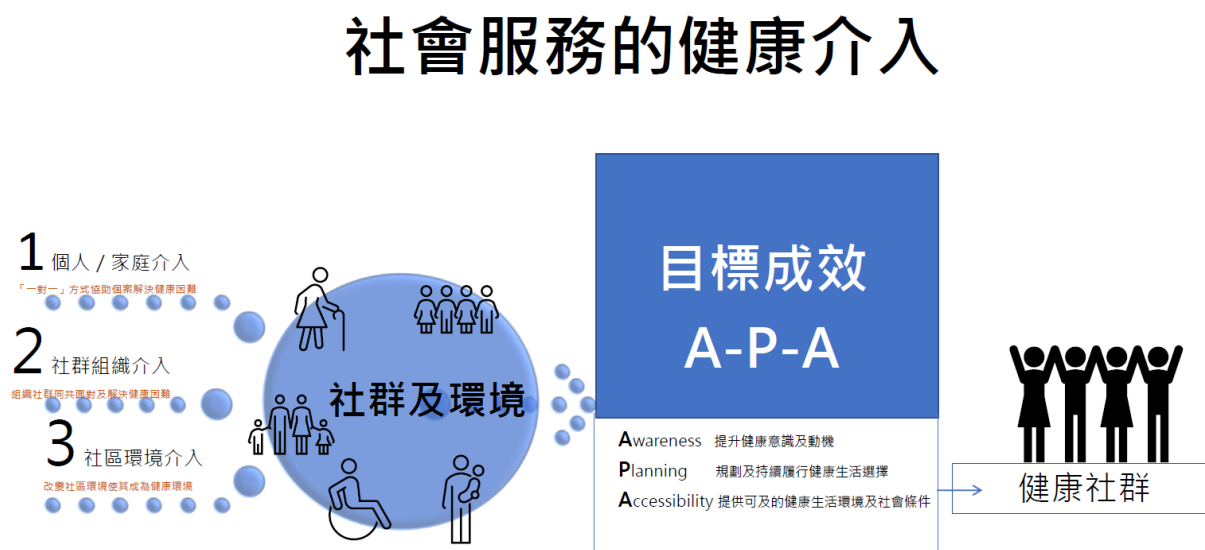 社會服務的健康介入
1 個人 / 家庭介入
「一對一」方式協助個案解決健康困難
2 社群組織介入
組織社群同共面對及解決健康困難
3 社區環境介入
改變社區環境使其成為健康環境
社群及環境
目標成效
A-P-A
Awareness 提升健康意識及動機
Planning 規劃及持續履行健康生活選擇
Accessibility 提供可及的健康生活環境及社會條件
健康社群